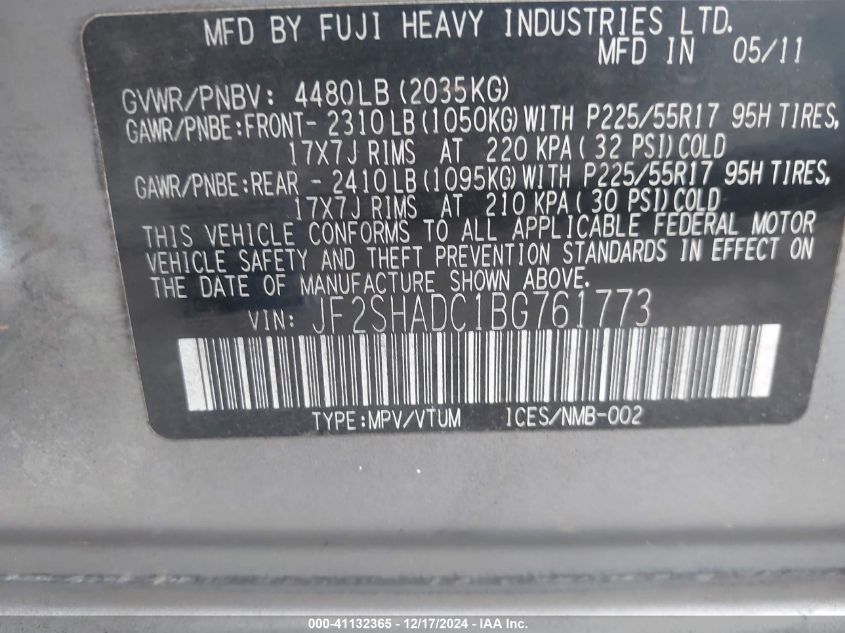 MFD BY FUJI HEAVY INDUSTRIES LTD.
MFD IN 05/11
GVWR/PNBV: 4480LB (2035KG)
GAWR/PNBE:FRONT- 2310LB(1050KG)WITH P225/55R17 95H TIRES,
17X7J RIMS AT 220 KPA( 32 PSI)COLD
GAWR/PNBE:REAR - 2410LB(1095KG)WITH P225/55R17 95H TIRES,
17X7J RIMS AT 210 KPA( 30 PSI)COLD
THIS VEHICLE CONFORMS TO ALL APPLICABLE FEDERAL MOTOR
VEHICLE SAFETY AND THEFT PREVENTION STANDARDS IN EFFECT ON
THE DATE OF MANUFACTURE SHOWN ABOVE.
VIN: JF2SHADC1BG761773
TYPE:MPV/VTUM ICES/NMB-002
000-41132365 - 12/17/2024 - IAA Inc.